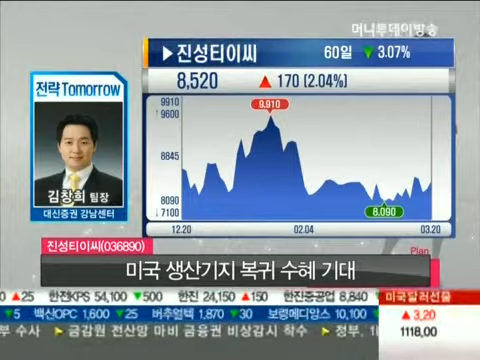 머니투데이방송
▶진성티이씨 60일 ▼ 3.07%
8,520 ▲ 170 (2.04%)
전략Tomorrow
김창희 팀장
대신증권 강남센터
9910
↑9600
8845
8090
↓7100
9,910
8,090
12.20 02.04 03.20
진성티이씨(036890)
Plan
미국 생산기지 복귀 수혜 기대
▲25 한전KPS 54,100 ▼500 한진 24,150 ▲150 한진중공업 8,840
▼5 백산OPC 1,600 ▼20 버추얼텍 1,870 ▼30 보령메디앙스 10,100
부 수사 ▶ 금감원 전산망 마비 금융권 비상감시 착수 ▶ 정부,
미국달러선물
▲3,20
1118,00